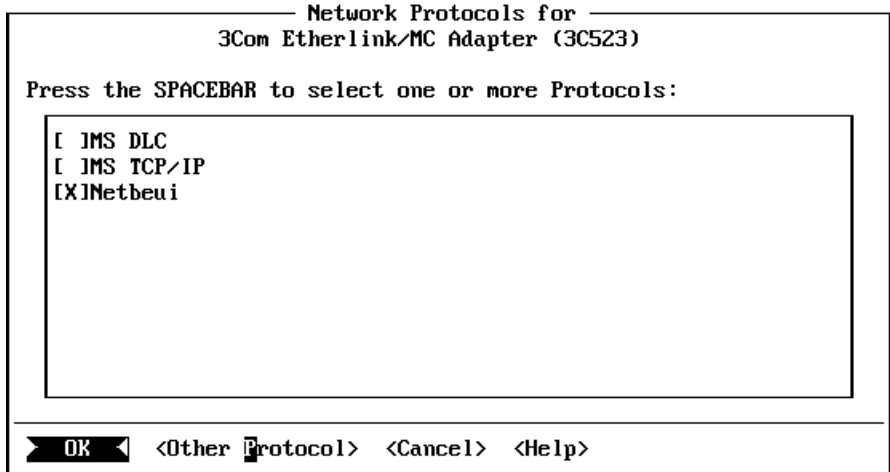 Network Protocols for
3Com Etherlink/MC Adapter (3C523)
Press the SPACEBAR to select one or more Protocols:
[ ]MS DLC
[ ]MS TCP/IP
[X]Netbeui
OK <Other Protocol> <Cancel> <Help>